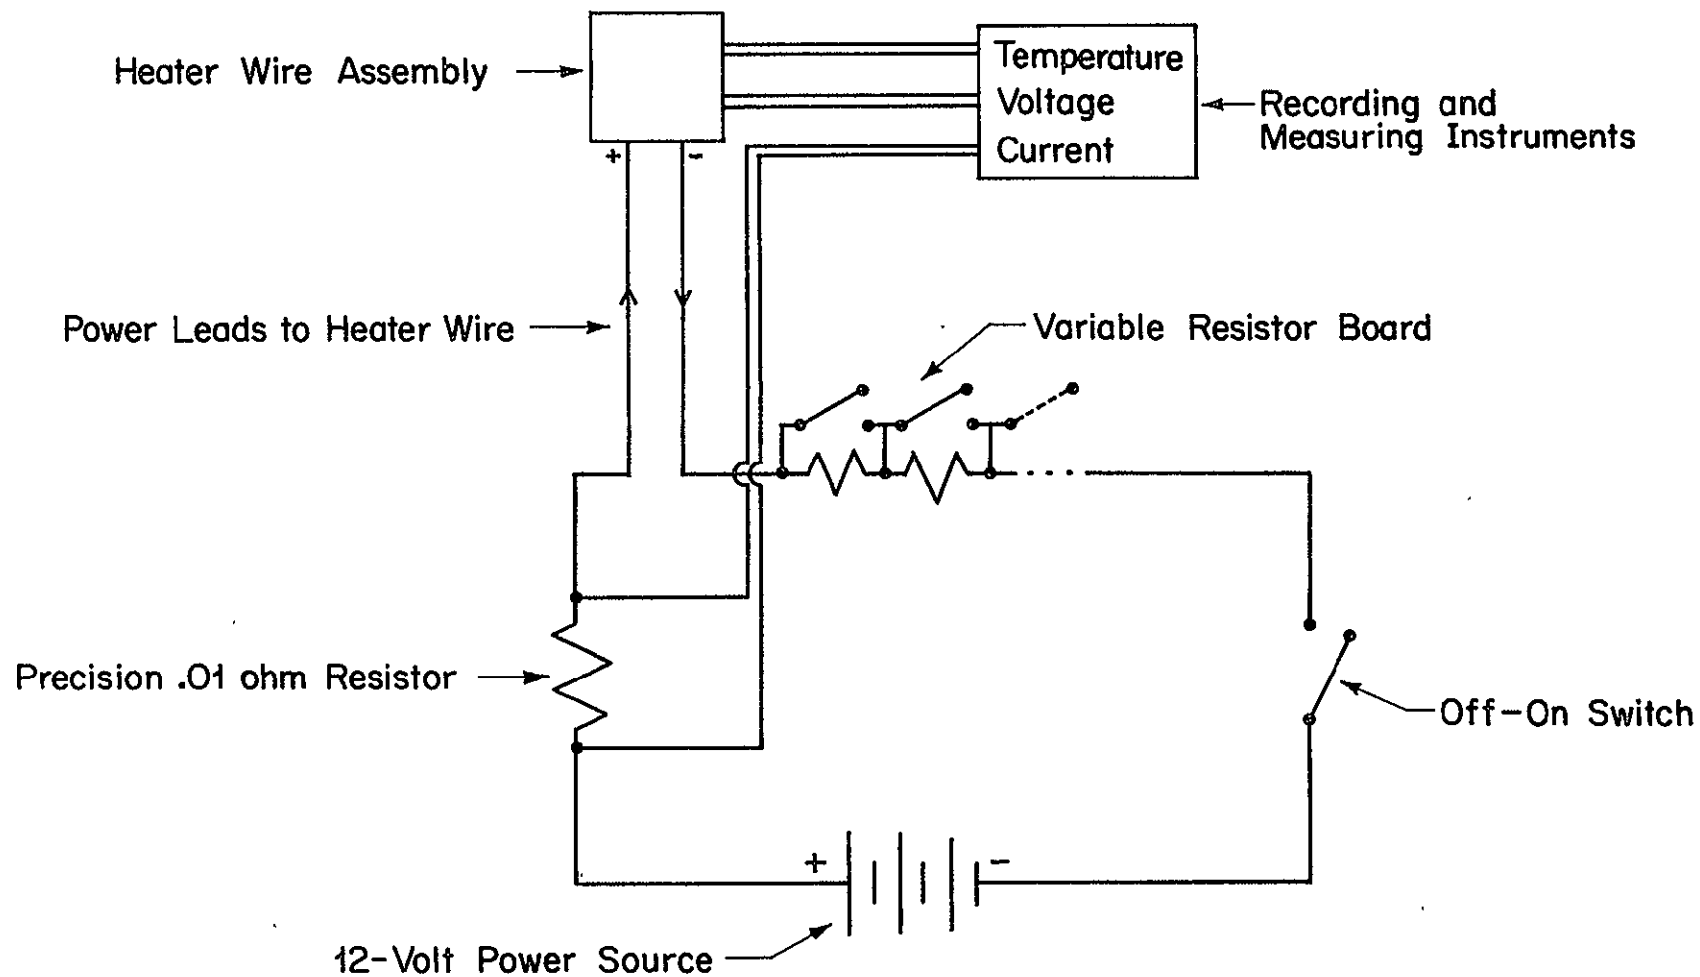 Heater Wire Assembly
Temperature
Voltage
Current
Recording and
Measuring Instruments
+
-
Power Leads to Heater Wire
Variable Resistor Board
Precision .01 ohm Resistor
Off-On Switch
+
-
12-Volt Power Source